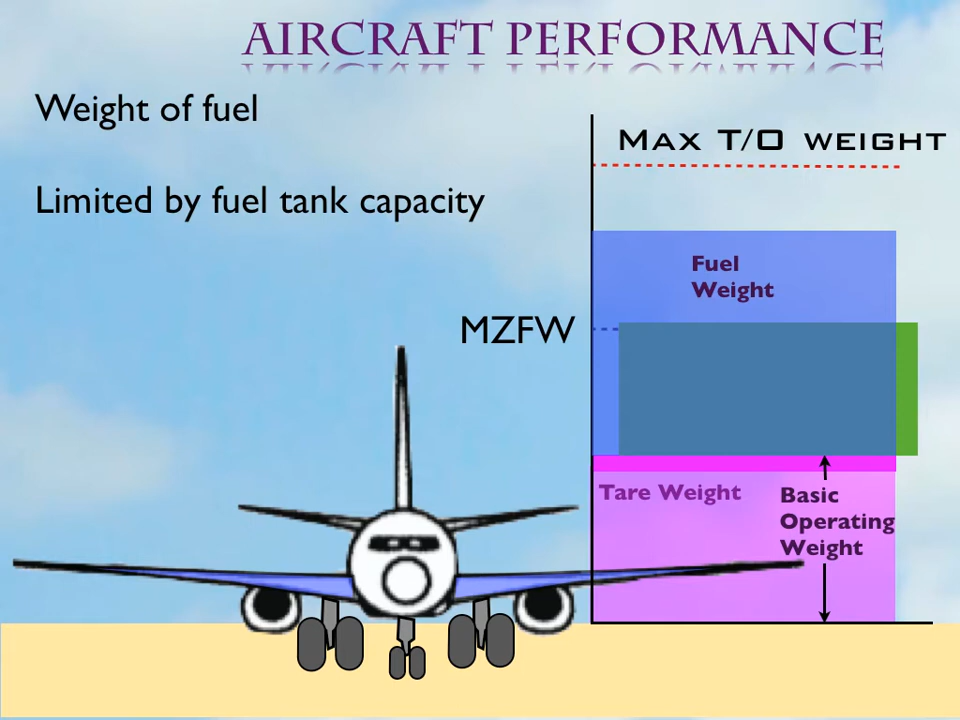 AIRCRAFT PERFORMANCE
Weight of fuel
Limited by fuel tank capacity
MAX T/O WEIGHT
Fuel
Weight
MZFW
Tare Weight
Basic
Operating
Weight